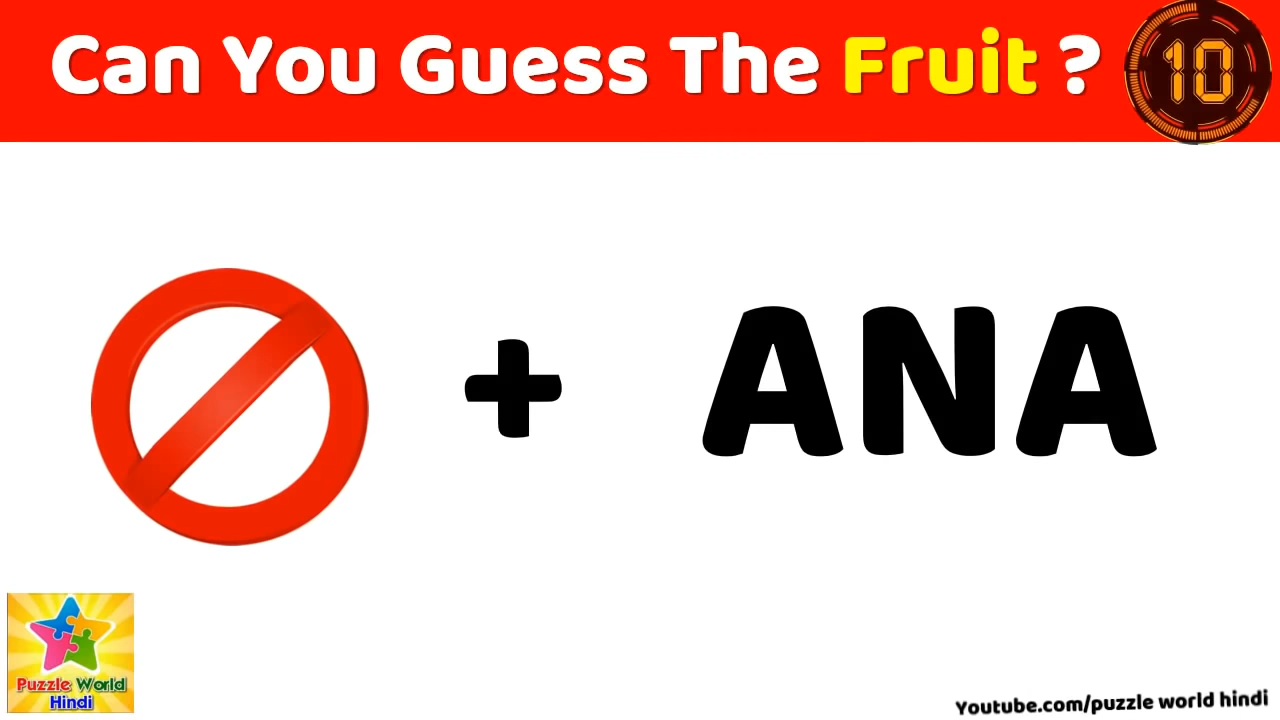 Can You Guess The Fruit ?
10
+ ANA
Puzzle World
Hindi
Youtube.com/puzzle world hindi